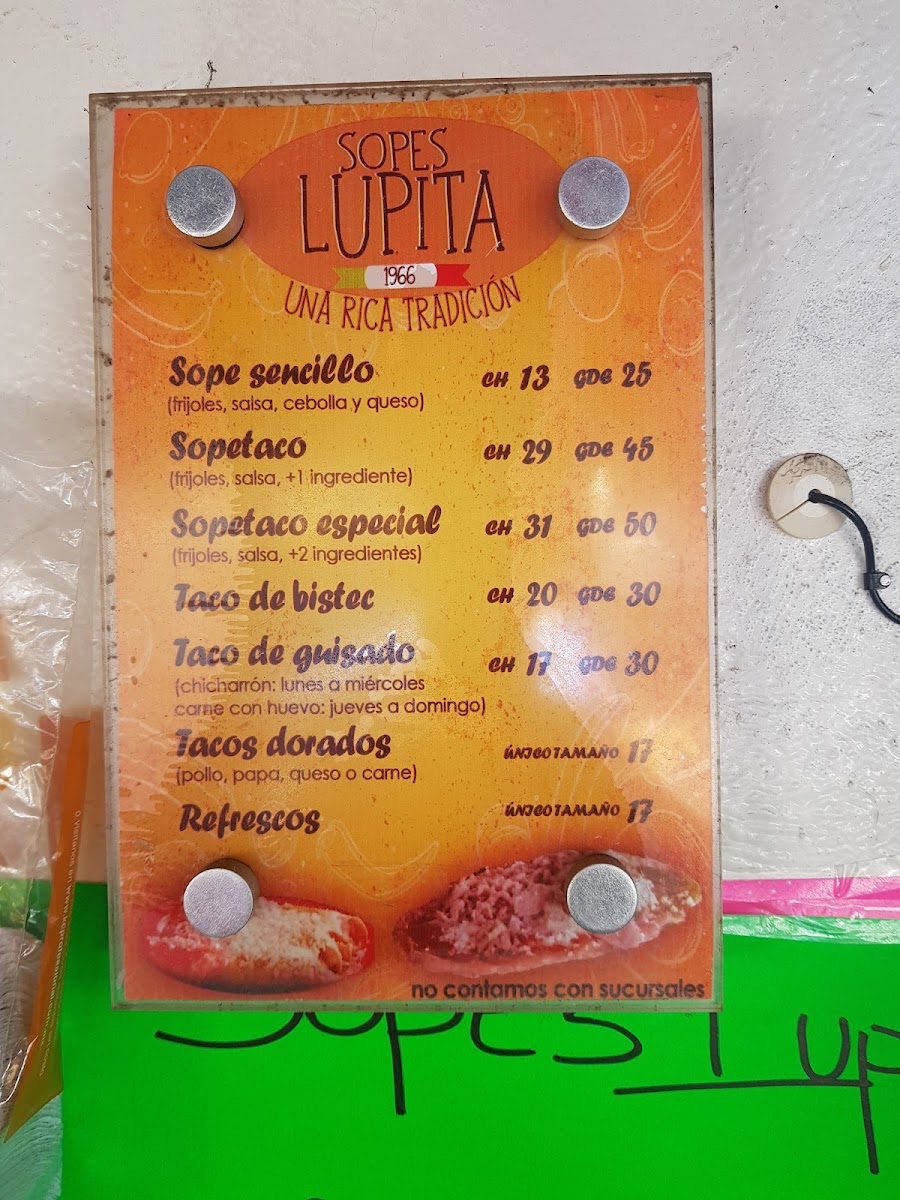 SOPES
LUPITA
1966
UNA RICA TRADICIÓN
Sope sencillo CH 13 GDE 25
(frijoles, salsa, cebolla y queso)
Sopetaco CH 29 GDE 45
(frijoles, salsa, +1 ingrediente)
Sopetaco especial CH 31 GDE 50
(frijoles, salsa, +2 ingredientes)
Taco de bistec CH 20 GDE 30
Taco de guisado CH 17 GDE 30
(chicharrón: lunes a miércoles
carne con huevo: jueves a domingo)
Tacos dorados ÚNICO TAMAÑO 17
(pollo, papa, queso o carne)
Refrescos ÚNICO TAMAÑO 17
no contamos con sucursales
Sopes Lup